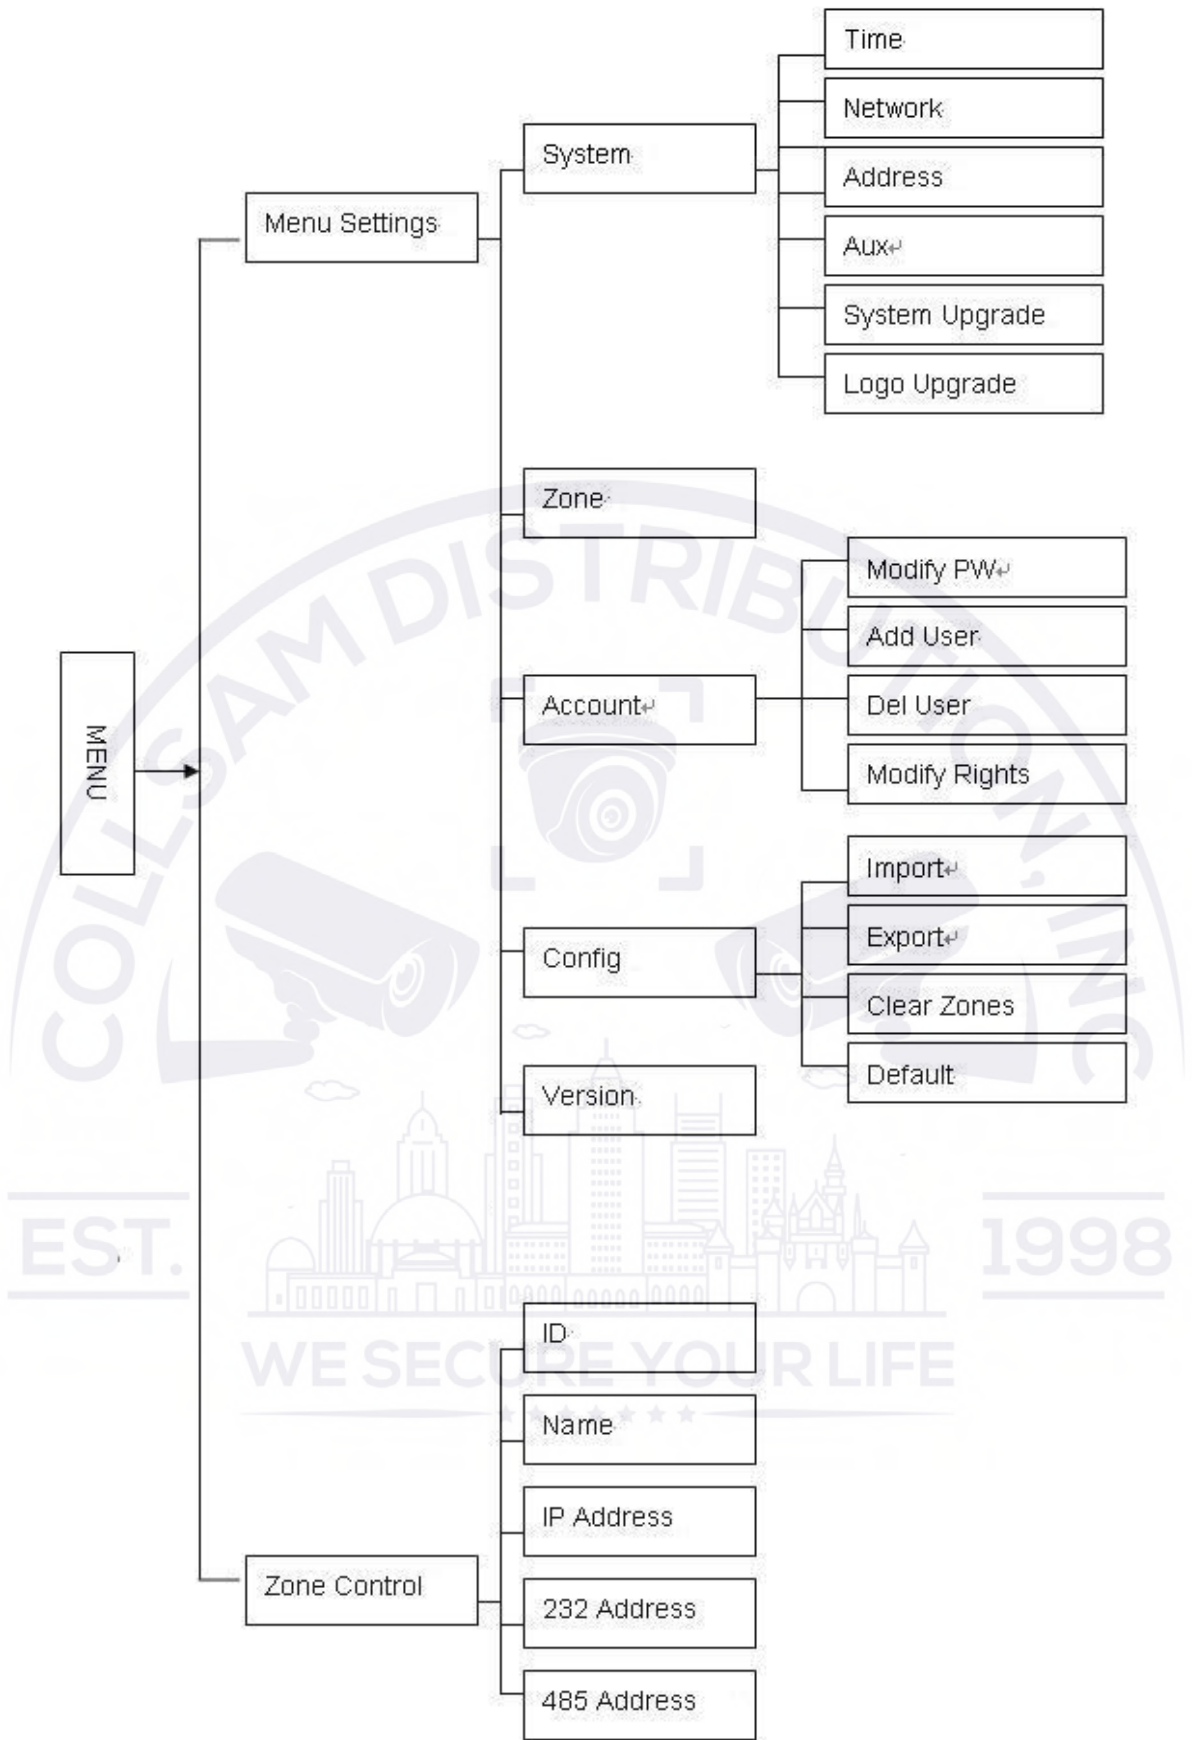 MENU
Menu Settings
System
Time
Network
Address
Aux
System Upgrade
Logo Upgrade
Zone
Account
Modify PW
Add User
Del User
Modify Rights
Config
Import
Export
Clear Zones
Default
Version
Zone Control
ID
Name
IP Address
232 Address
485 Address
COLLSAM DISTRIBUTION, INC
EST.
1998
WE SECURE YOUR LIFE